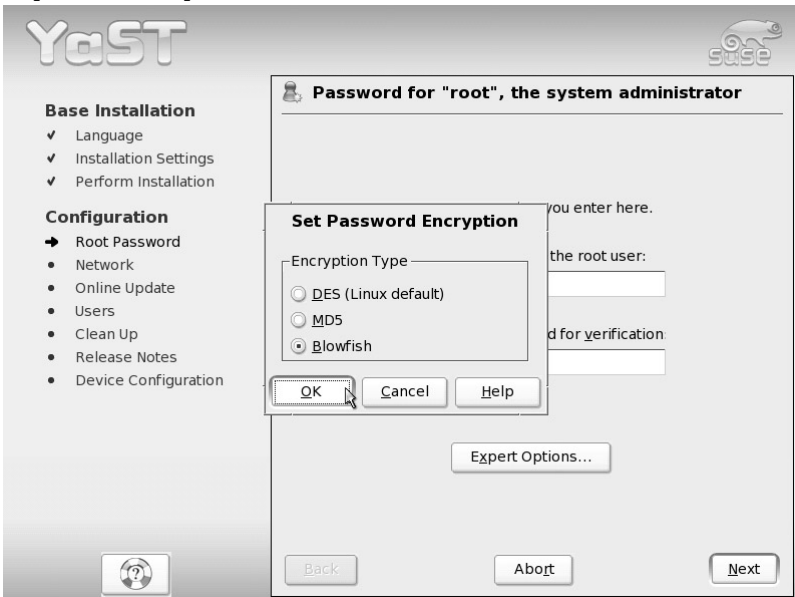 YaST
SUSE
Base Installation
Language
Installation Settings
Perform Installation
Configuration
Root Password
Network
Online Update
Users
Clean Up
Release Notes
Device Configuration
Password for "root", the system administrator
you enter here.
the root user:
d for verification:
Set Password Encryption
Encryption Type
DES (Linux default)
MD5
Blowfish
OK Cancel Help
Expert Options...
Back Abort Next